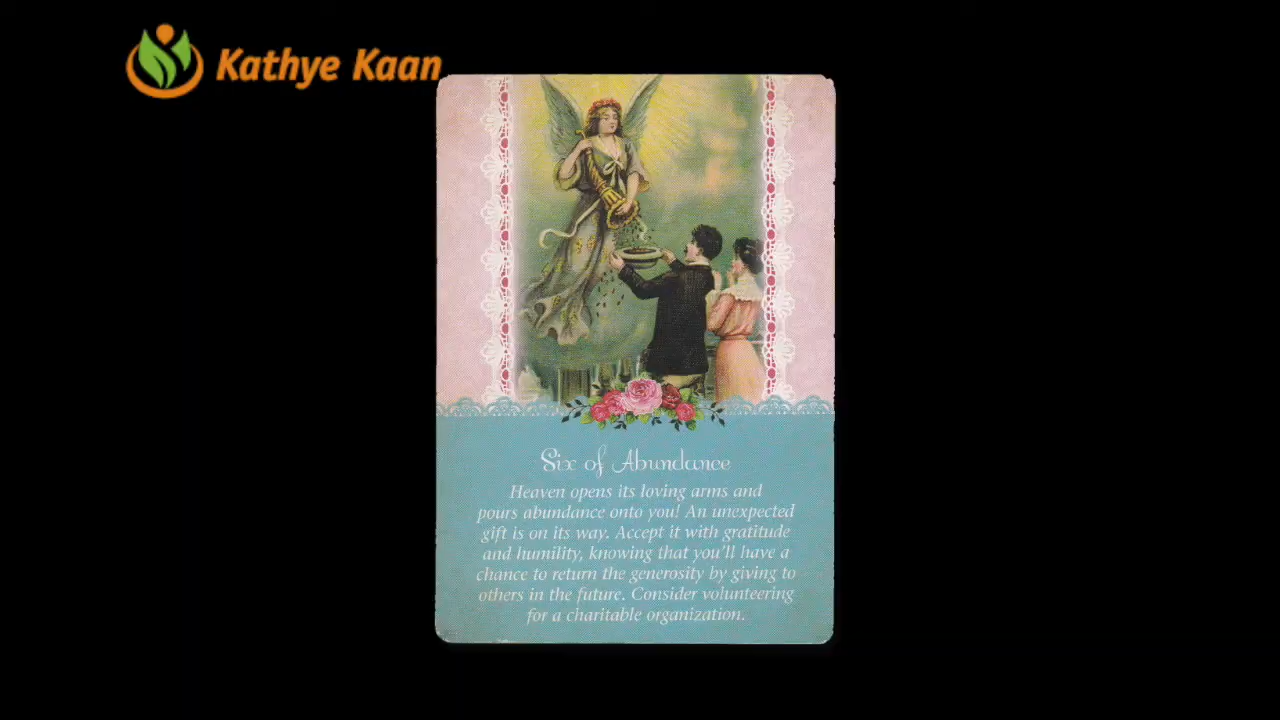 Kathye Kaan
Six of Abundance
Heaven opens its loving arms and
pours abundance onto you! An unexpected
gift is on its way. Accept it with gratitude
and humility, knowing that you'll have a
chance to return the generosity by giving to
others in the future. Consider volunteering
for a charitable organization.